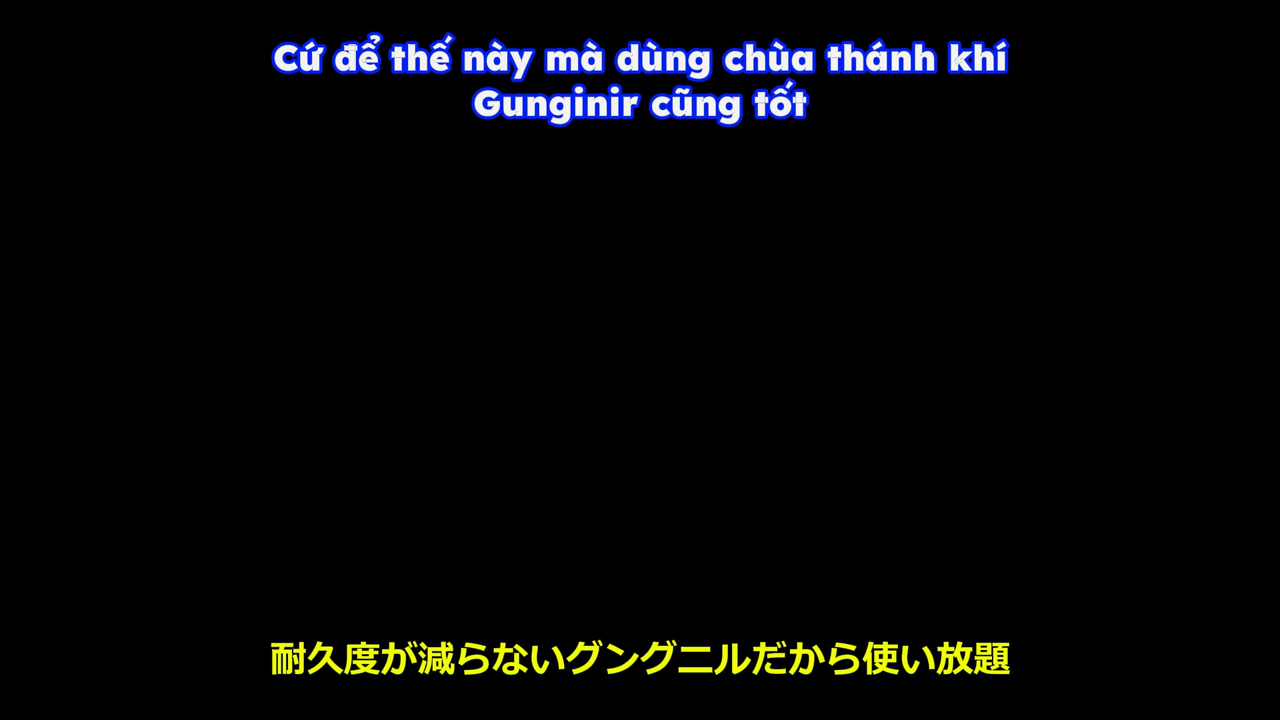 Cứ để thế này mà dùng chùa thánh khí
Gunginir cũng tốt
耐久度が減らないグングニルだから使い放題